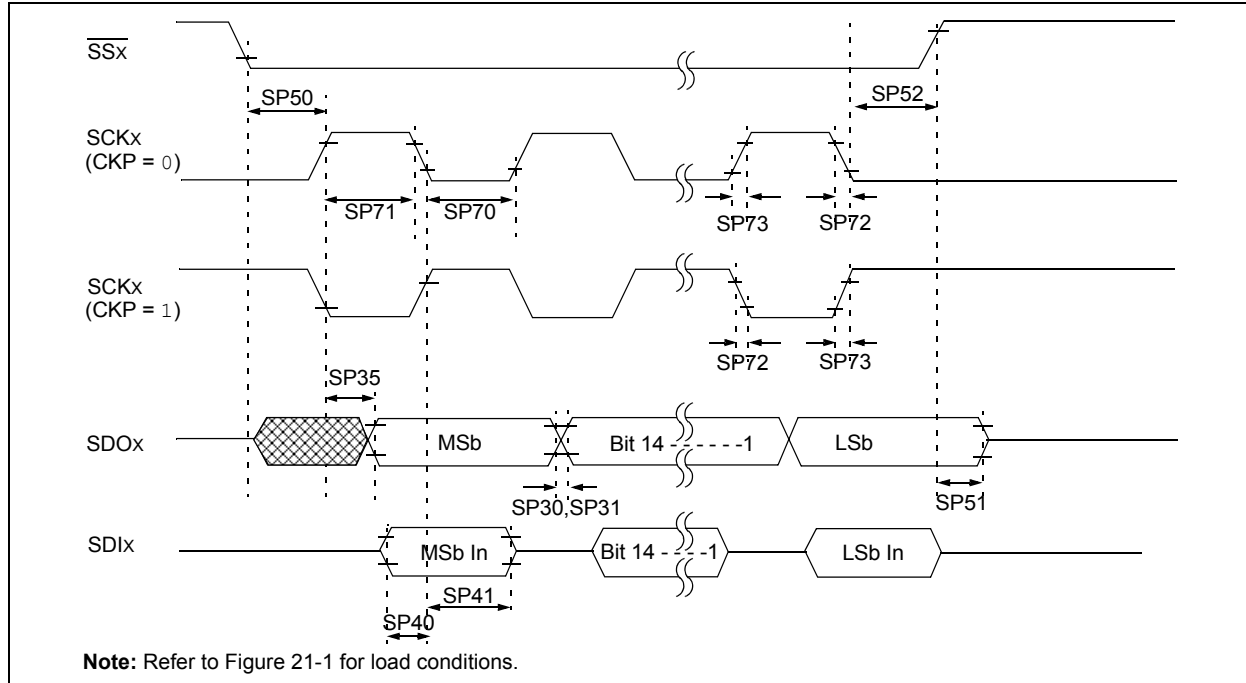 SSx
SP50
SP52
SCKx
(CKP = 0)
SP71
SP70
SP73
SP72
SCKx
(CKP = 1)
SP72
SP73
SP35
SDOx
MSb
Bit 14 - - - - - -1
LSb
SP30,SP31
SP51
SDIx
MSb In
Bit 14 - - - -1
LSb In
SP41
SP40
Note: Refer to Figure 21-1 for load conditions.